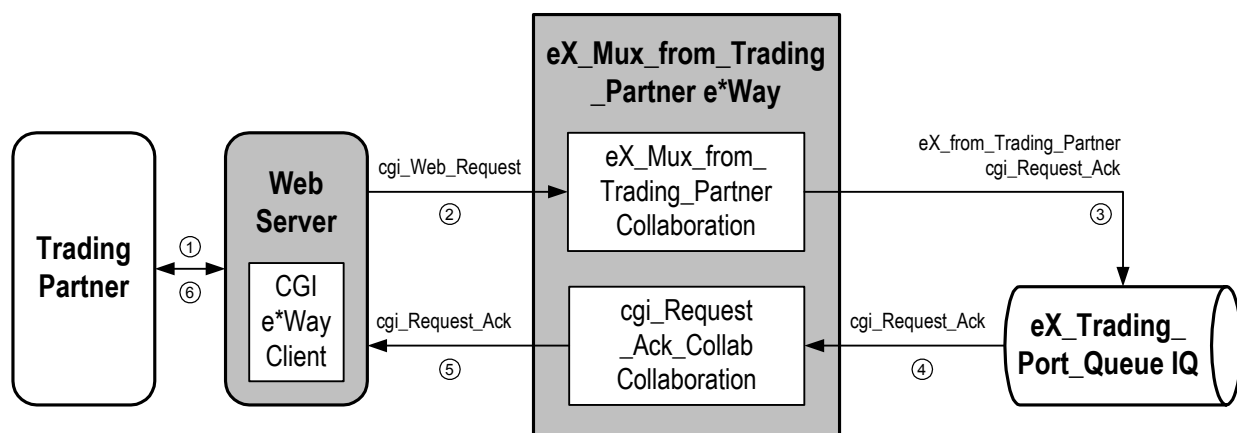 eX_Mux_from_Trading
_Partner e*Way
Trading
Partner
①
⑥
Web
Server
CGI
e*Way
Client
cgi_Web_Request
②
eX_Mux_from_
Trading_Partner
Collaboration
eX_from_Trading_Partner
cgi_Request_Ack
③
cgi_Request_Ack
⑤
cgi_Request
_Ack_Collab
Collaboration
cgi_Request_Ack
④
eX_Trading_
Port_Queue IQ